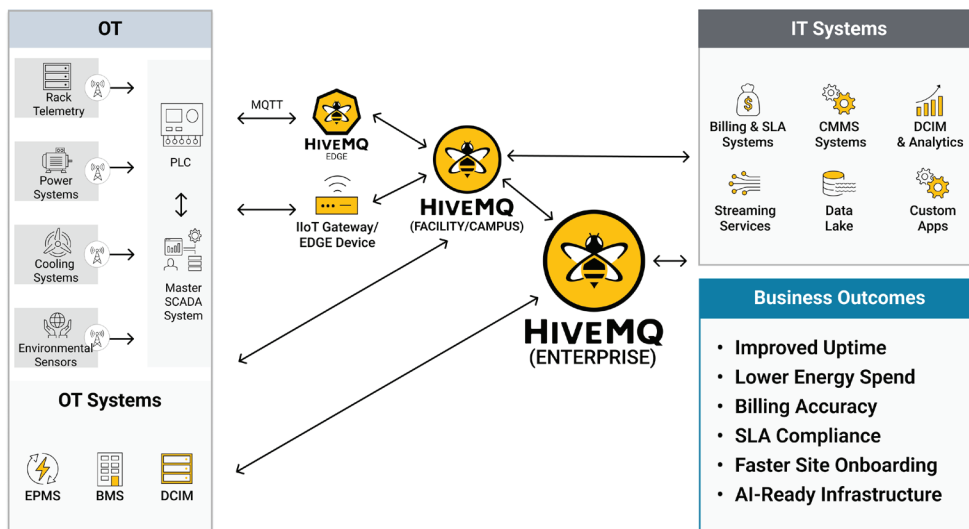 OT
Rack
Telemetry
Power
Systems
Cooling
Systems
Environmental
Sensors
PLC
Master
SCADA
System
OT Systems
EPMS
BMS
DCIM
MQTT
HIVEMQ
EDGE
IIoT Gateway/
EDGE Device
HIVEMQ
(FACILITY/CAMPUS)
HIVEMQ
(ENTERPRISE)
IT Systems
Billing & SLA
Systems
CMMS
Systems
DCIM
& Analytics
Streaming
Services
Data
Lake
Custom
Apps
Business Outcomes
• Improved Uptime
• Lower Energy Spend
• Billing Accuracy
• SLA Compliance
• Faster Site Onboarding
• AI-Ready Infrastructure